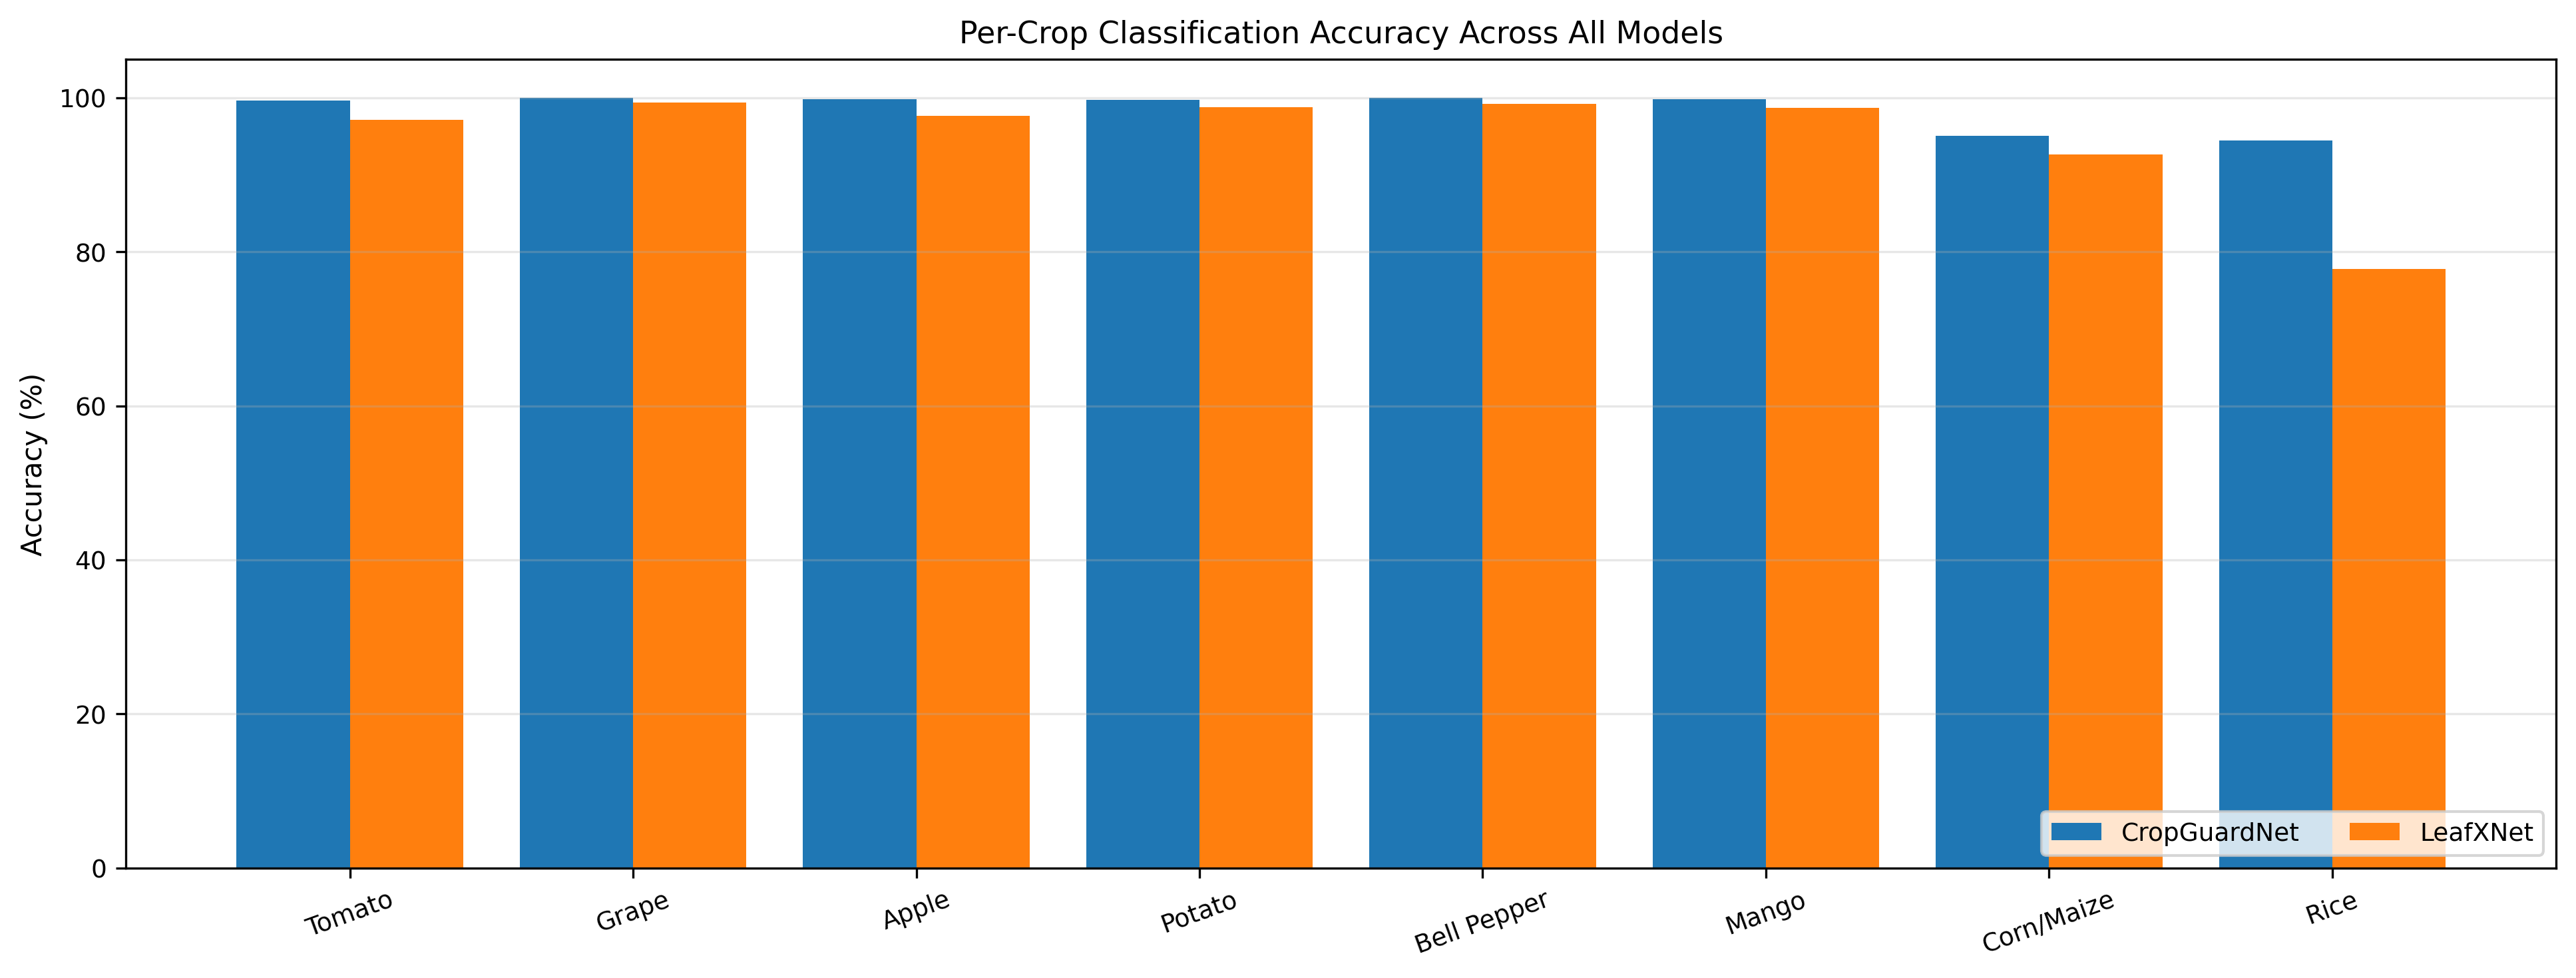 Per-Crop Classification Accuracy Across All Models
Accuracy (%)
100
80
60
40
20
0
Tomato
Grape
Apple
Potato
Bell Pepper
Mango
Corn/Maize
Rice
CropGuardNet
LeafXNet